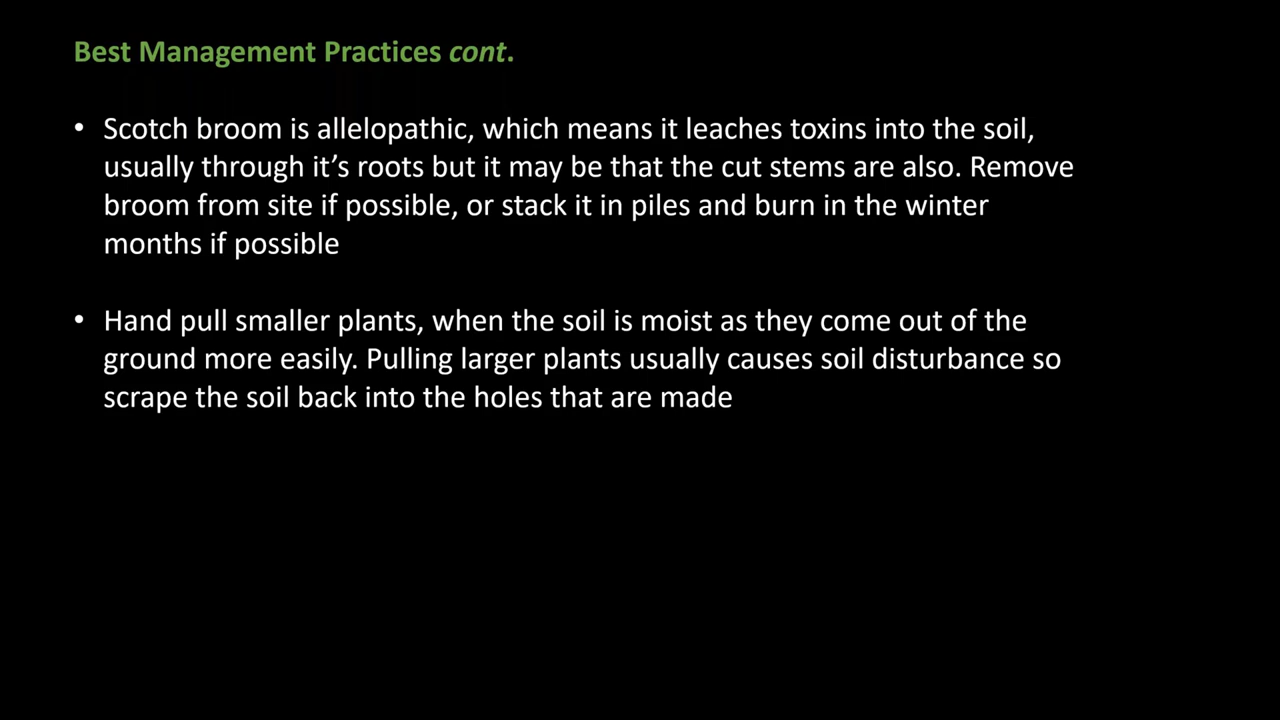 Best Management Practices cont.
• Scotch broom is allelopathic, which means it leaches toxins into the soil,
usually through it's roots but it may be that the cut stems are also. Remove
broom from site if possible, or stack it in piles and burn in the winter
months if possible
• Hand pull smaller plants, when the soil is moist as they come out of the
ground more easily. Pulling larger plants usually causes soil disturbance so
scrape the soil back into the holes that are made